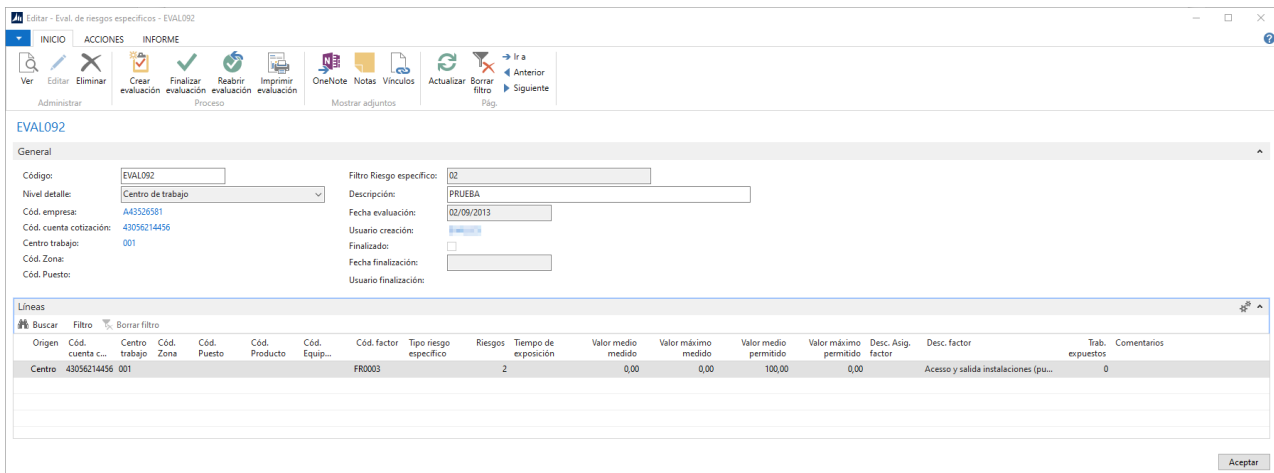 Editar - Eval. de riesgos específicos - EVAL092
INICIO ACCIONES INFORME
Ver Editar Eliminar Crear evaluación Finalizar evaluación Reabrir evaluación Imprimir evaluación OneNote Notas Vínculos Actualizar Borrar filtro Ir a Anterior Siguiente
Administrar Proceso Mostrar adjuntos Pág.
EVAL092
General
Código: EVAL092 Filtro Riesgo específico: 02
Nivel detalle: Centro de trabajo Descripción: PRUEBA
Cód. empresa: A43526581 Fecha evaluación: 02/09/2013
Cód. cuenta cotización: 43056214456 Usuario creación:
Centro trabajo: 001 Finalizado:
Cód. Zona: Fecha finalización:
Cód. Puesto: Usuario finalización:
Líneas
Buscar Filtro Borrar filtro
Origen Cód. cuenta c... Centro trabajo Cód. Zona Cód. Puesto Cód. Producto Cód. Equip... Cód. factor Tipo riesgo específico Riesgos Tiempo de exposición Valor medio medido Valor máximo medido Valor medio permitido Valor máximo permitido Desc. Asig. factor Desc. factor Trab. expuestos Comentarios
Centro 43056214456 001 FR0003 2 0,00 0,00 100,00 0,00 Acesso y salida instalaciones (pu... 0
Aceptar